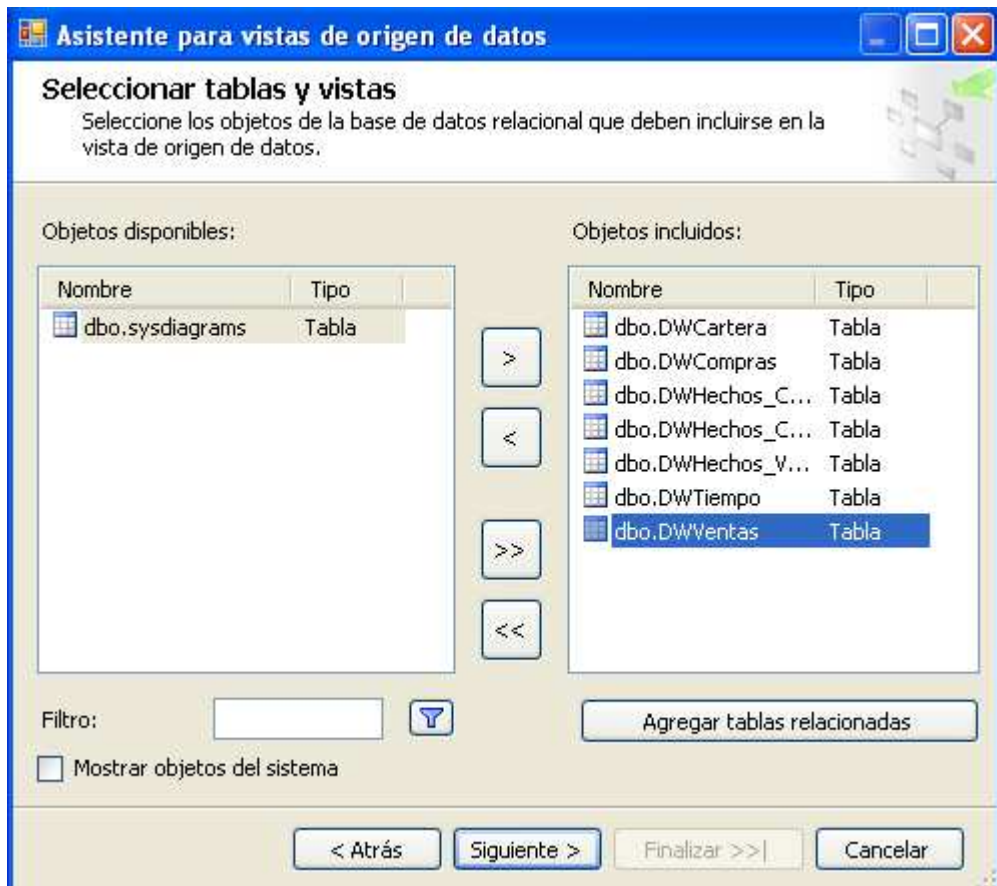 Asistente para vistas de origen de datos
Seleccionar tablas y vistas
Seleccione los objetos de la base de datos relacional que deben incluirse en la
vista de origen de datos.
Objetos disponibles:
Nombre Tipo
dbo.sysdiagrams Tabla
>
<
>>
<<
Objetos incluidos:
Nombre Tipo
dbo.DWCartera Tabla
dbo.DWCompras Tabla
dbo.DWHechos_C... Tabla
dbo.DWHechos_C... Tabla
dbo.DWHechos_V... Tabla
dbo.DWTiempo Tabla
dbo.DWVentas Tabla
Filtro:
Agregar tablas relacionadas
Mostrar objetos del sistema
< Atrás Siguiente > Finalizar >>| Cancelar